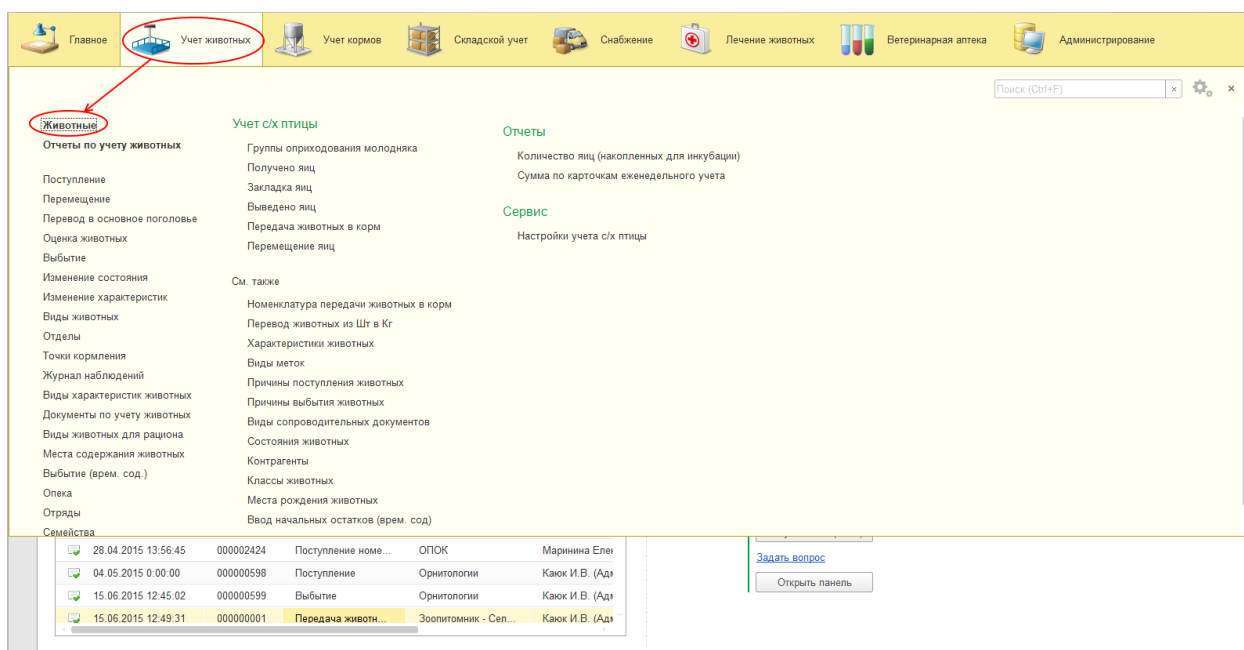 Главное
Учет животных
Учет кормов
Складской учет
Снабжение
Лечение животных
Ветеринарная аптека
Администрирование
Поиск (Ctrl+F)
Животные
Отчеты по учету животных
Поступление
Перемещение
Перевод в основное поголовье
Оценка животных
Выбытие
Изменение состояния
Изменение характеристик
Виды животных
Отделы
Точки кормления
Журнал наблюдений
Виды характеристик животных
Документы по учету животных
Виды животных для рациона
Места содержания животных
Выбытие (врем. сод.)
Опека
Отряды
Семейства
Учет с/х птицы
Группы оприходования молодняка
Получено яиц
Закладка яиц
Выведено яиц
Передача животных в корм
Перемещение яиц
См. также
Номенклатура передачи животных в корм
Перевод животных из Шт в Кг
Характеристики животных
Виды меток
Причины поступления животных
Причины выбытия животных
Виды сопроводительных документов
Состояния животных
Контрагенты
Классы животных
Места рождения животных
Ввод начальных остатков (врем. сод)
Отчеты
Количество яиц (накопленных для инкубации)
Сумма по карточкам еженедельного учета
Сервис
Настройки учета с/х птицы
28.04.2015 13:56:45 000002424 Поступление номе... ОПОК Маринина Елен
04.05.2015 0:00:00 000000598 Поступление Орнитологии Каюк И.В. (Адм
15.06.2015 12:45:02 000000599 Выбытие Орнитологии Каюк И.В. (Адм
15.06.2015 12:49:31 000000001 Передача животн... Зоопитомник - Сел... Каюк И.В. (Адм
Задать вопрос
Открыть панель